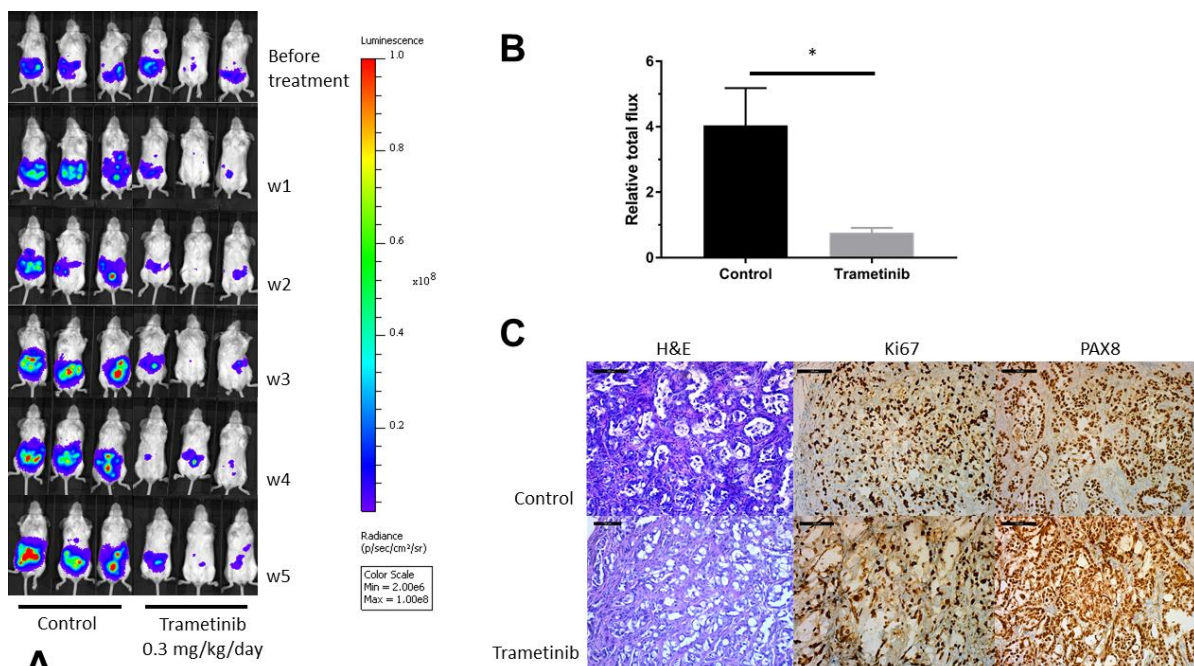 Before
treatment
w1
w2
w3
w4
w5
Control
Trametinib
0.3 mg/kg/day
A
Luminescence
1.0
0.8
0.6
x10⁸
0.4
0.2
Radiance
(p/sec/cm²/sr)
Color Scale
Min = 2.00e6
Max = 1.00e8
B
*
Relative total flux
6
4
2
0
Control
Trametinib
C
H&E
Ki67
PAX8
Control
Trametinib